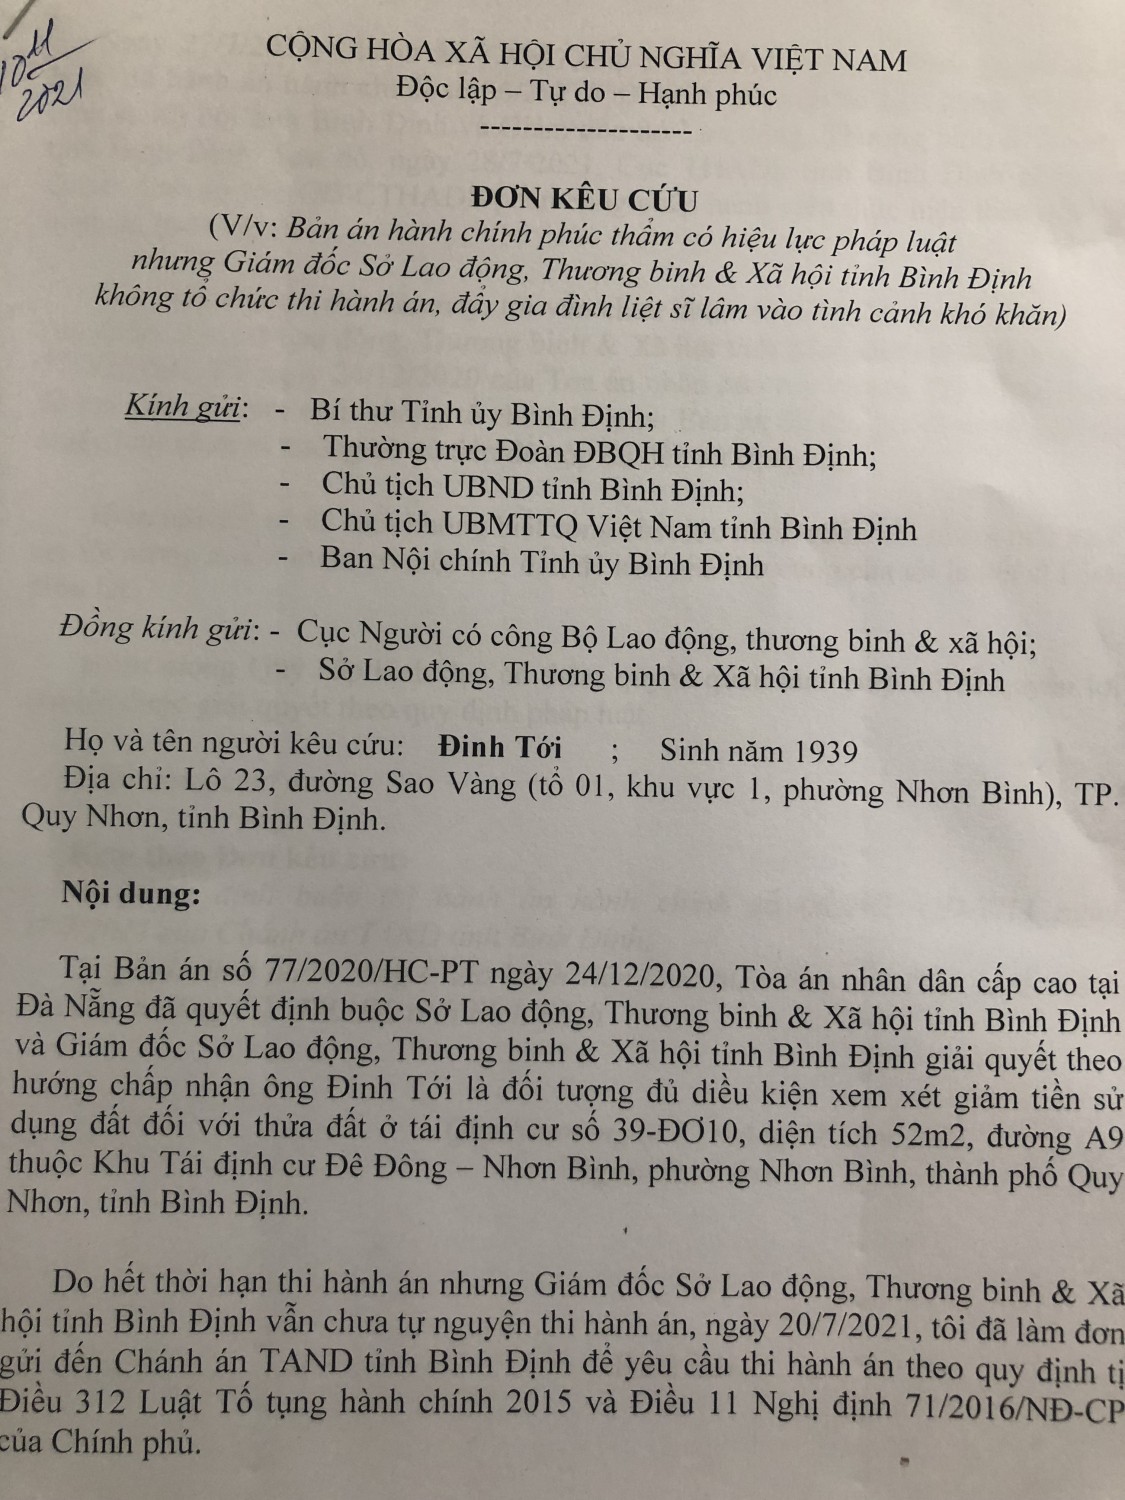 10/11
2021
CỘNG HÒA XÃ HỘI CHỦ NGHĨA VIỆT NAM
Độc lập – Tự do – Hạnh phúc
---------------------
ĐƠN KÊU CỨU
(V/v: Bản án hành chính phúc thẩm có hiệu lực pháp luật
nhưng Giám đốc Sở Lao động, Thương binh & Xã hội tỉnh Bình Định
không tổ chức thi hành án, đẩy gia đình liệt sĩ lâm vào tình cảnh khó khăn)
Kính gửi: - Bí thư Tỉnh ủy Bình Định;
- Thường trực Đoàn ĐBQH tỉnh Bình Định;
- Chủ tịch UBND tỉnh Bình Định;
- Chủ tịch UBMTTQ Việt Nam tỉnh Bình Định
- Ban Nội chính Tỉnh ủy Bình Định
Đồng kính gửi: - Cục Người có công Bộ Lao động, thương binh & xã hội;
- Sở Lao động, Thương binh & Xã hội tỉnh Bình Định
Họ và tên người kêu cứu: Đinh Tới ; Sinh năm 1939
Địa chỉ: Lô 23, đường Sao Vàng (tổ 01, khu vực 1, phường Nhơn Bình), TP.
Quy Nhơn, tỉnh Bình Định.
Nội dung:
Tại Bản án số 77/2020/HC-PT ngày 24/12/2020, Tòa án nhân dân cấp cao tại
Đà Nẵng đã quyết định buộc Sở Lao động, Thương binh & Xã hội tỉnh Bình Định
và Giám đốc Sở Lao động, Thương binh & Xã hội tỉnh Bình Định giải quyết theo
hướng chấp nhận ông Đinh Tới là đối tượng đủ diều kiện xem xét giảm tiền sử
dụng đất đối với thửa đất ở tái định cư số 39-ĐƠ10, diện tích 52m2, đường A9
thuộc Khu Tái định cư Đê Đông – Nhơn Bình, phường Nhơn Bình, thành phố Quy
Nhơn, tỉnh Bình Định.
Do hết thời hạn thi hành án nhưng Giám đốc Sở Lao động, Thương binh & Xã
hội tỉnh Bình Định vẫn chưa tự nguyện thi hành án, ngày 20/7/2021, tôi đã làm đơn
gửi đến Chánh án TAND tỉnh Bình Định để yêu cầu thi hành án theo quy định tị
Điều 312 Luật Tố tụng hành chính 2015 và Điều 11 Nghị định 71/2016/NĐ-CP
của Chính phủ.